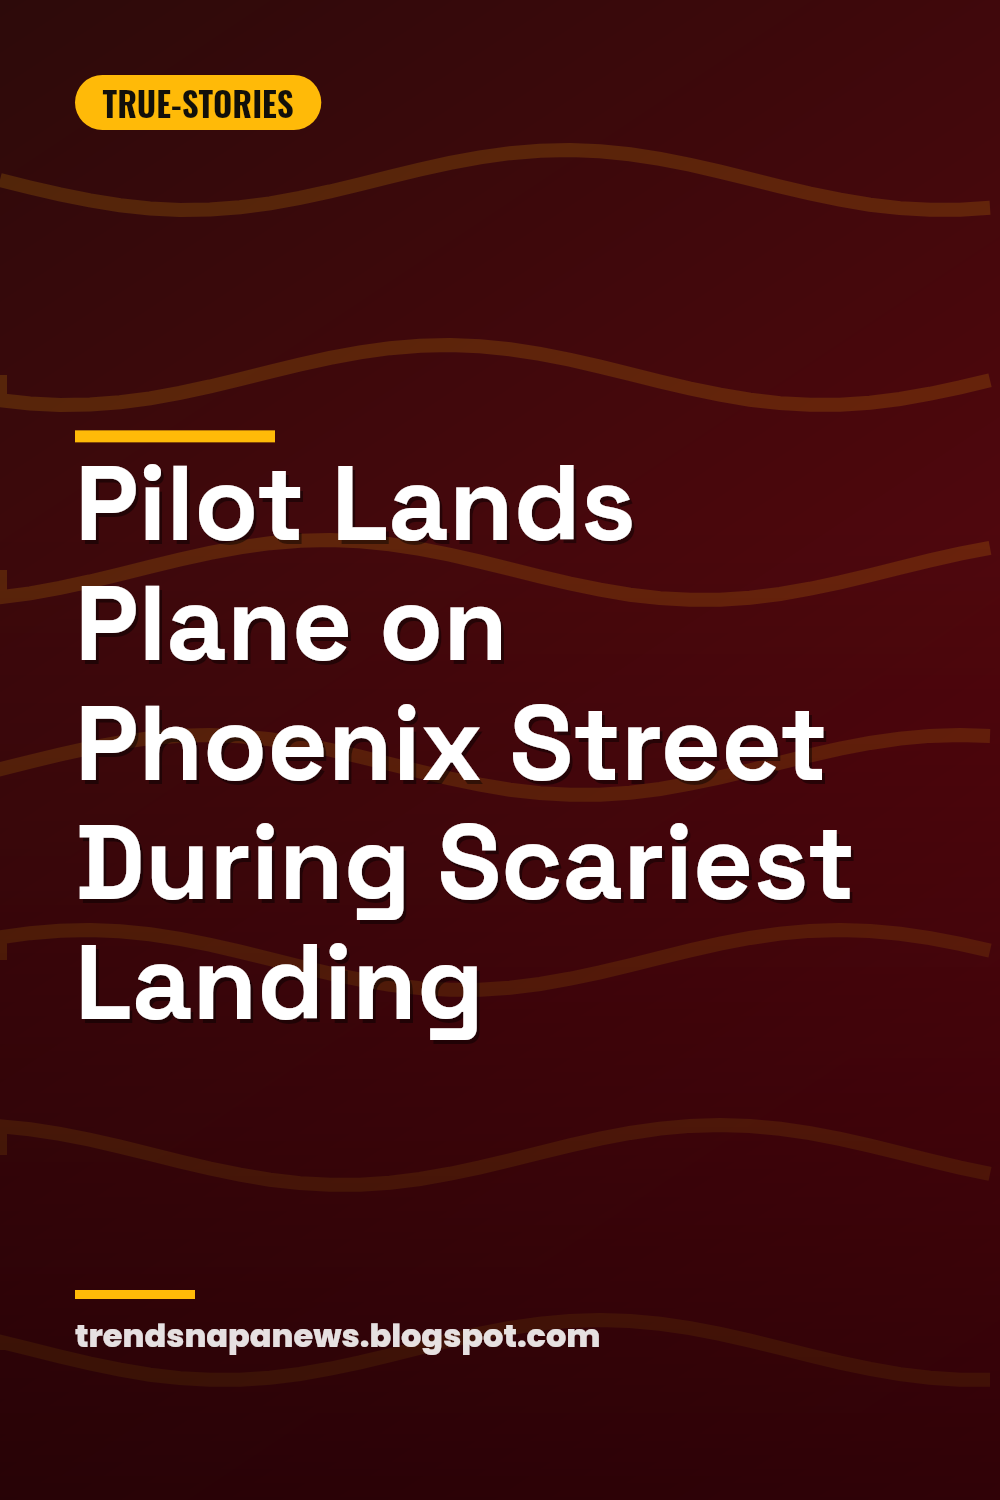 TRUE-STORIES
Pilot Lands
Plane on
Phoenix Street
During Scariest
Landing
trendsnapanews.blogspot.com